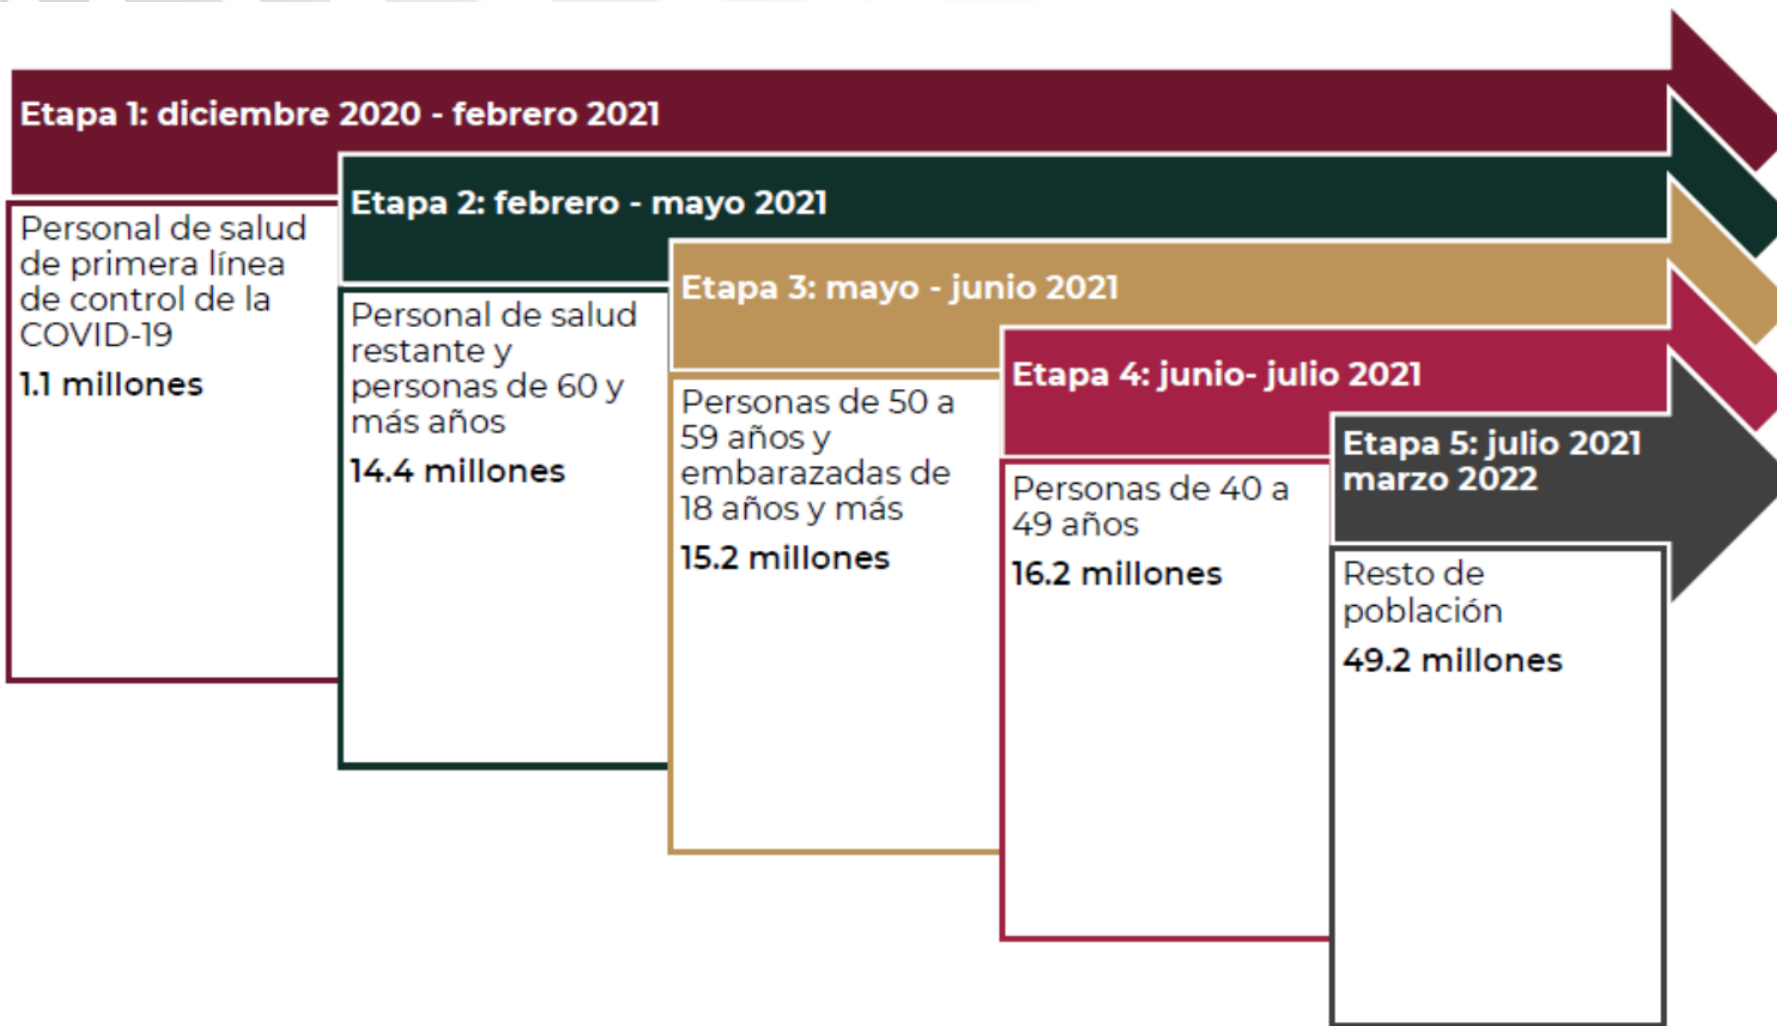 Etapa 1: diciembre 2020 - febrero 2021
Personal de salud
de primera línea
de control de la
COVID-19
1.1 millones
Etapa 2: febrero - mayo 2021
Personal de salud
restante y
personas de 60 y
más años
14.4 millones
Etapa 3: mayo - junio 2021
Personas de 50 a
59 años y
embarazadas de
18 años y más
15.2 millones
Etapa 4: junio- julio 2021
Personas de 40 a
49 años
16.2 millones
Etapa 5: julio 2021
marzo 2022
Resto de
población
49.2 millones